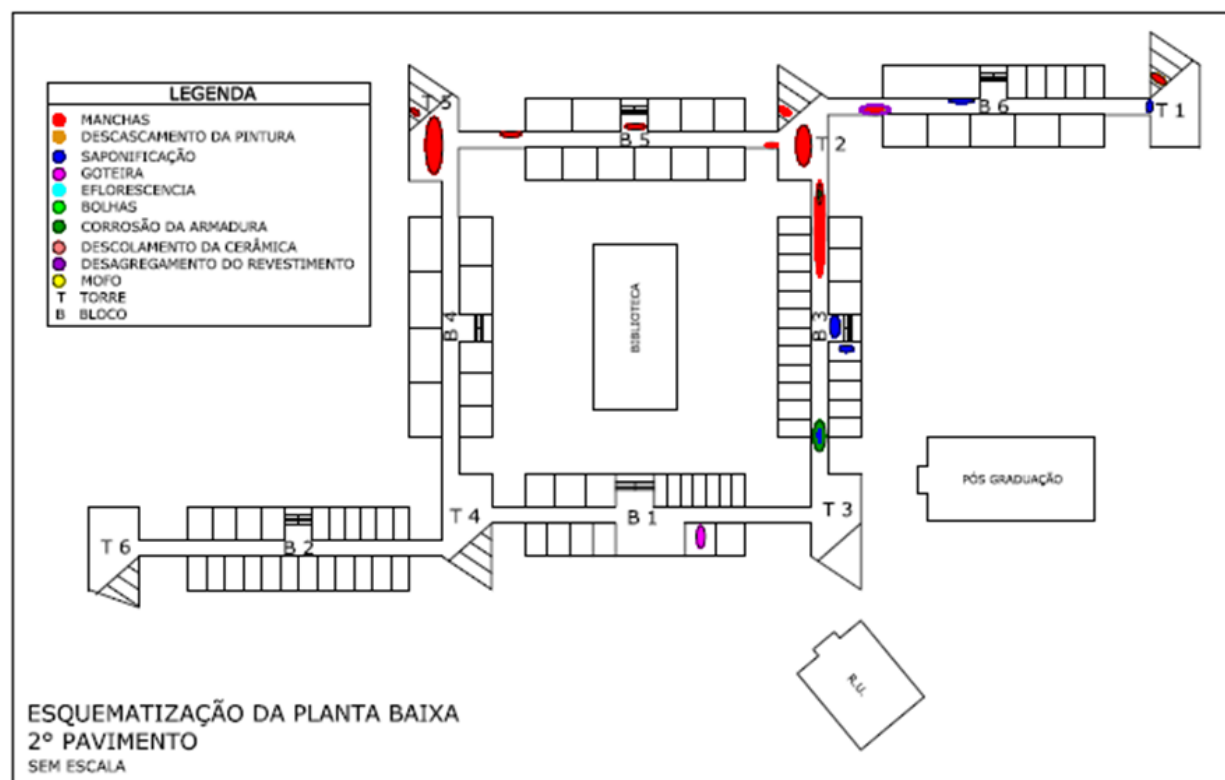 LEGENDA
MANCHAS
DESCASCAMENTO DA PINTURA
SAPONIFICAÇÃO
GOTEIRA
EFLORESCENCIA
BOLHAS
CORROSÃO DA ARMADURA
DESCOLAMENTO DA CERÂMICA
DESAGREGAMENTO DO REVESTIMENTO
MOFO
T TORRE
B BLOCO
T 5
B 5
T 2
B 6
T 1
B 4
BIBLIOTECA
B 3
PÓS GRADUAÇÃO
T 6
B 2
T 4
B 1
T 3
R.U.
ESQUEMATIZAÇÃO DA PLANTA BAIXA
2° PAVIMENTO
SEM ESCALA